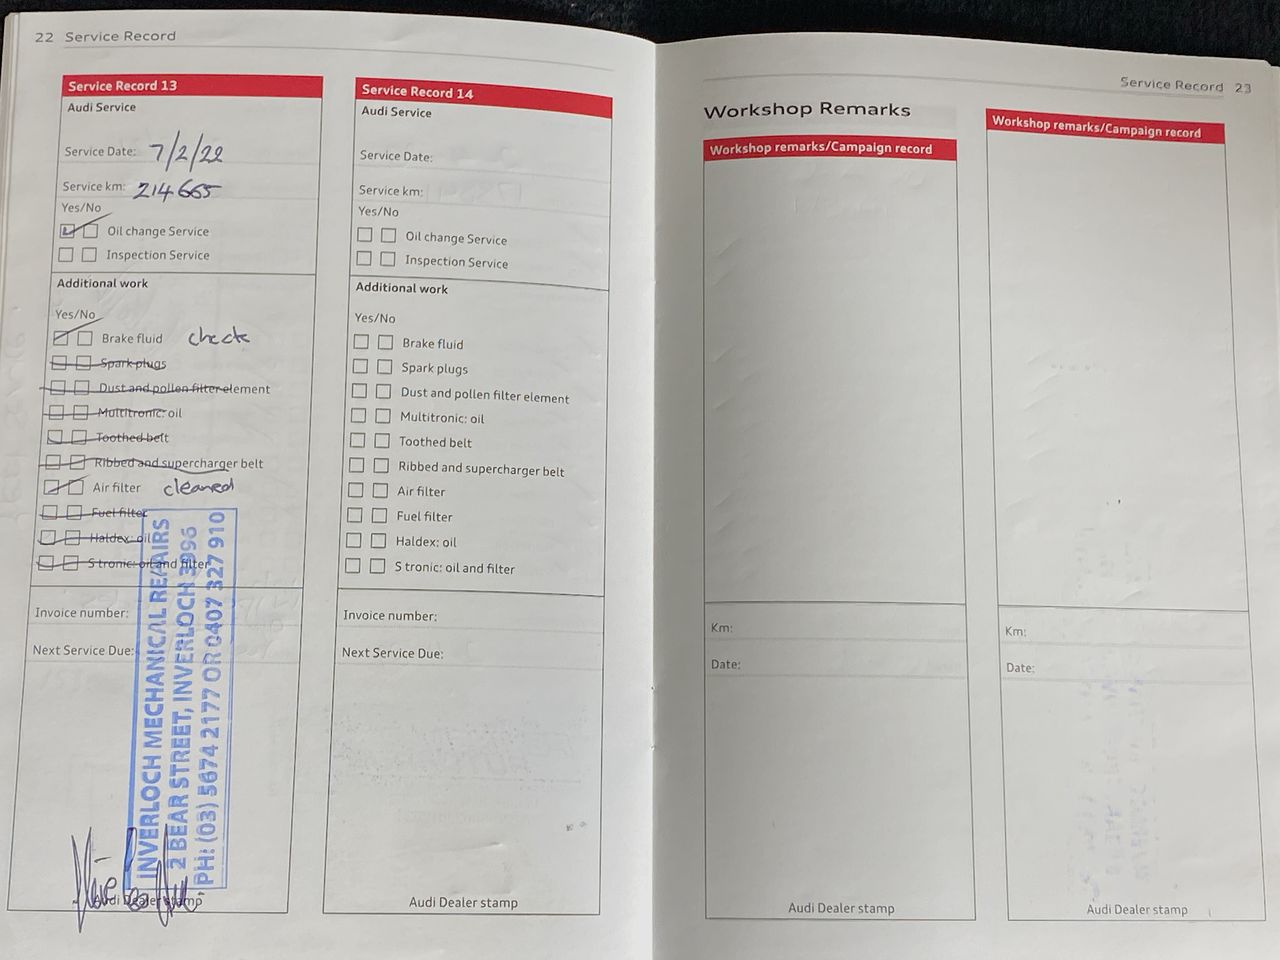 22 Service Record
Service Record 13
Audi Service
Service Date: 7/2/22
Service km: 214665
Yes/No
Oil change Service
Inspection Service
Additional work
Yes/No
Brake fluid check
Spark plugs
Dust and pollen filter element
Multitronic: oil
Toothed belt
Ribbed and supercharger belt
Air filter cleaned
Fuel filter
Haldex: oil
S tronic: oil and filter
Invoice number:
Next Service Due:
INVERLOCH MECHANICAL REPAIRS
2 BEAR STREET, INVERLOCH 3996
PH: (03) 5674 2177 OR 0407 327 910
Audi Dealer stamp
Service Record 14
Audi Service
Service Date:
Service km:
Yes/No
Oil change Service
Inspection Service
Additional work
Yes/No
Brake fluid
Spark plugs
Dust and pollen filter element
Multitronic: oil
Toothed belt
Ribbed and supercharger belt
Air filter
Fuel filter
Haldex: oil
S tronic: oil and filter
Invoice number:
Next Service Due:
Audi Dealer stamp
Service Record 23
Workshop Remarks
Workshop remarks/Campaign record
Km:
Date:
Audi Dealer stamp
Workshop remarks/Campaign record
Km:
Date:
Audi Dealer stamp